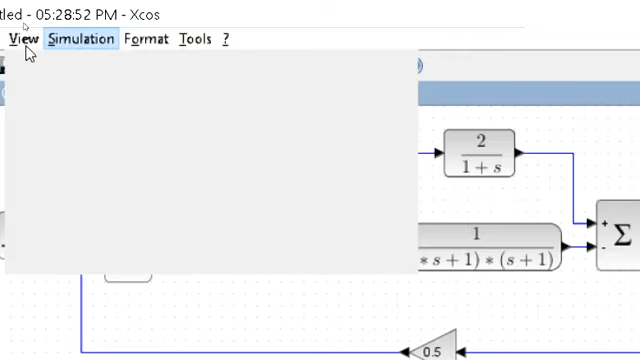 tled - 05:28:52 PM - Xcos
View Simulation Format Tools ?
2
1 + s
+
-
Σ
1
* s + 1) * (s + 1)
0.5